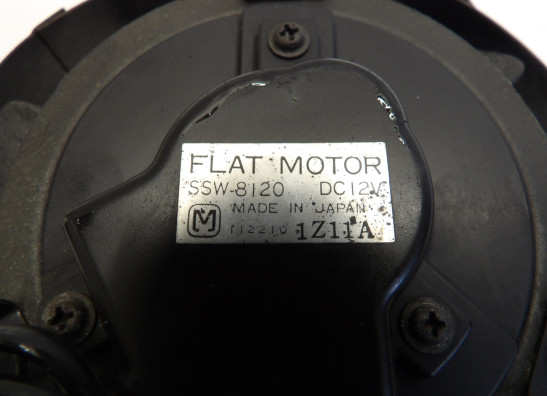 FLAT MOTOR
SSW-8120 DC12V
MADE IN JAPAN
1Z11A